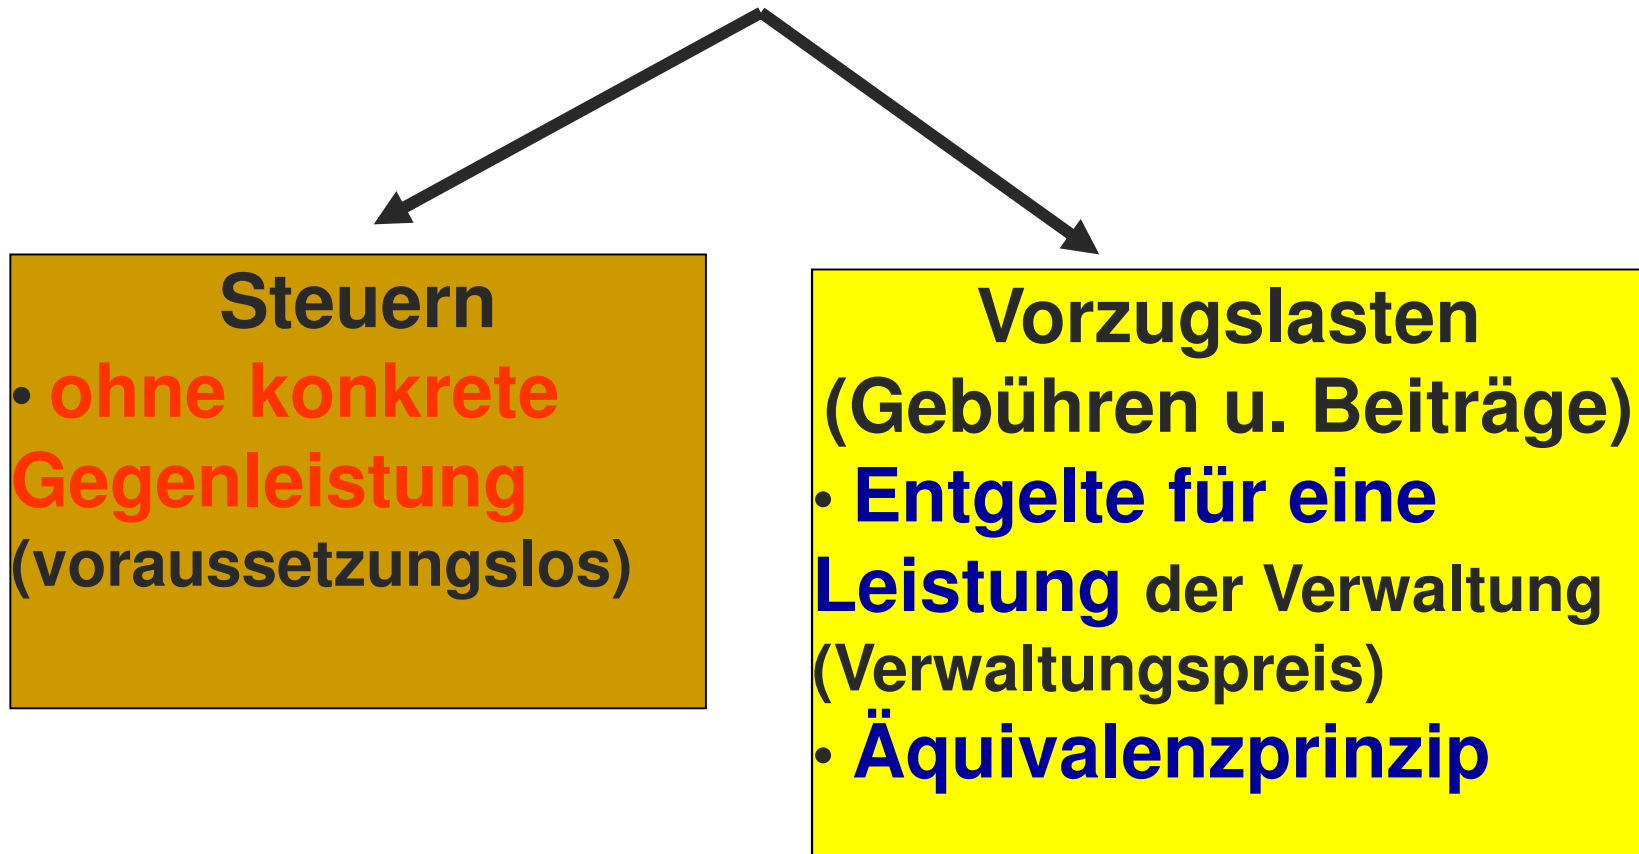 Steuern
• ohne konkrete
Gegenleistung
(voraussetzungslos)
Vorzugslasten
(Gebühren u. Beiträge)
• Entgelte für eine
Leistung der Verwaltung
(Verwaltungspreis)
• Äquivalenzprinzip